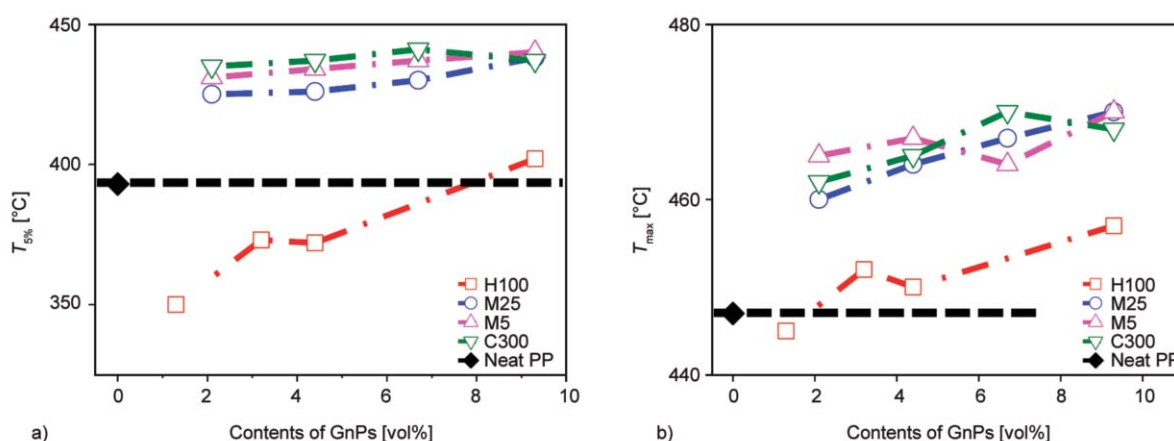 450
400
350
T5% [°C]
H100
M25
M5
C300
Neat PP
0 2 4 6 8 10
a) Contents of GnPs [vol%]
480
460
440
Tmax [°C]
H100
M25
M5
C300
Neat PP
0 2 4 6 8 10
b) Contents of GnPs [vol%]